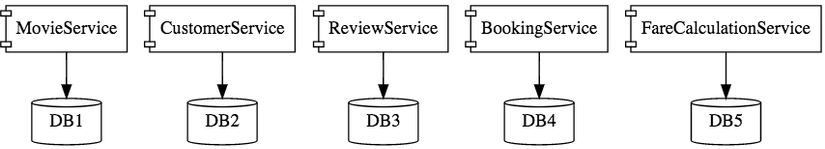 MovieService
CustomerService
ReviewService
BookingService
FareCalculationService
DB1
DB2
DB3
DB4
DB5